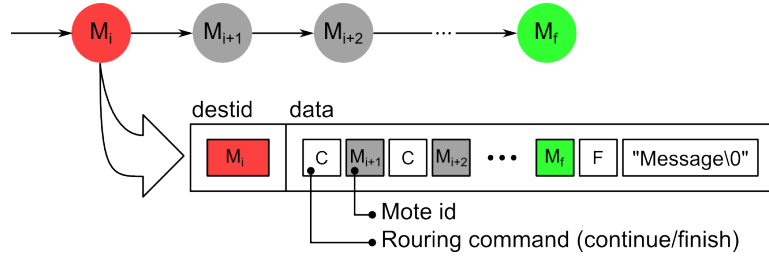 Mi Mi+1 Mi+2 ... Mf
destid data
Mi C Mi+1 C Mi+2 ••• Mf F "Message\0"
Mote id
Rouring command (continue/finish)